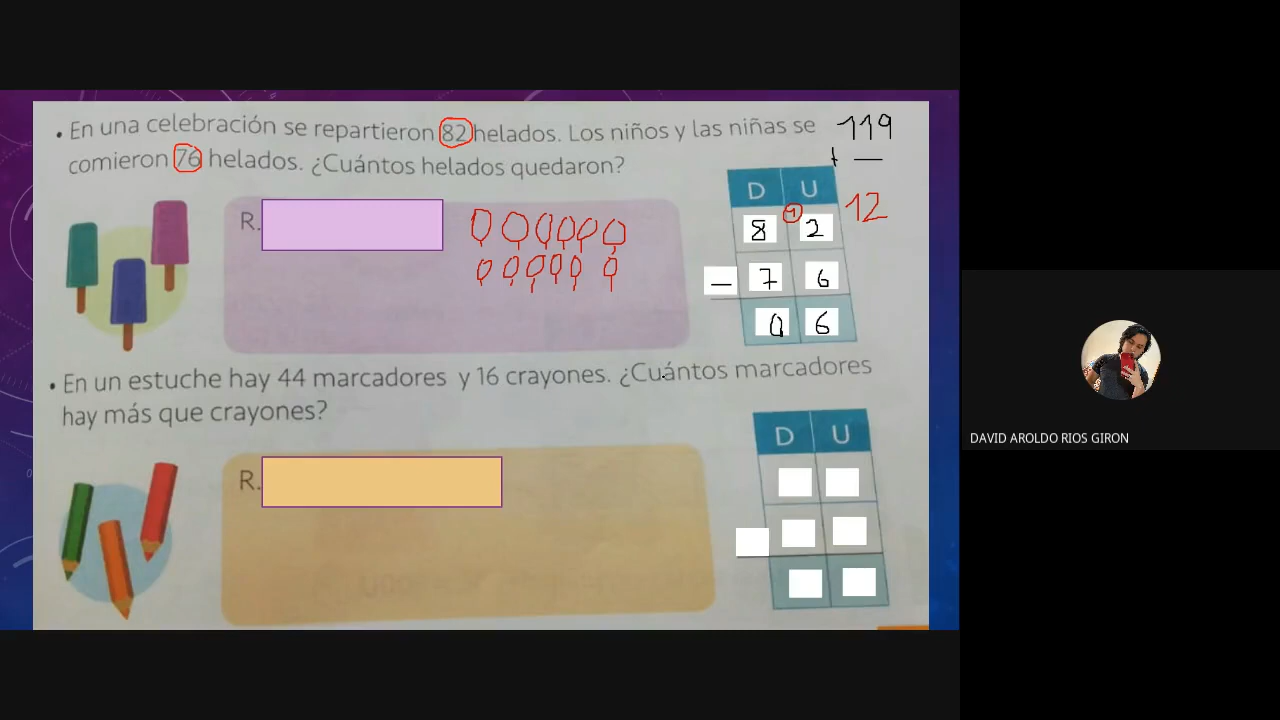 • En una celebración se repartieron 82 helados. Los niños y las niñas se
comieron 76 helados. ¿Cuántos helados quedaron?
119
+ —
12
R.
D U
1
8 2
— 7 6
0 6
• En un estuche hay 44 marcadores y 16 crayones. ¿Cuántos marcadores
hay más que crayones?
R.
D U
DAVID AROLDO RIOS GIRON